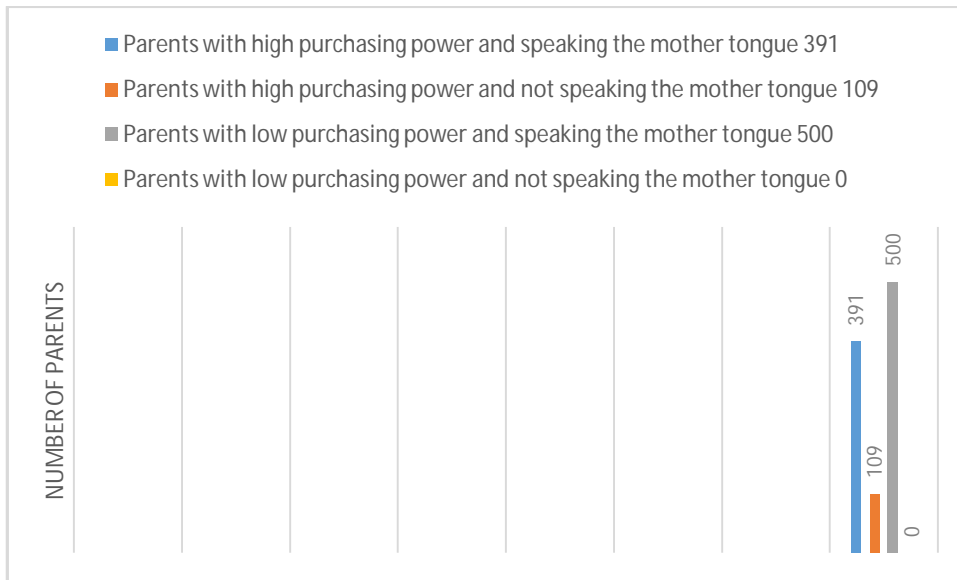 Parents with high purchasing power and speaking the mother tongue 391
Parents with high purchasing power and not speaking the mother tongue 109
Parents with low purchasing power and speaking the mother tongue 500
Parents with low purchasing power and not speaking the mother tongue 0
NUMBER OF PARENTS
391
109
500
0